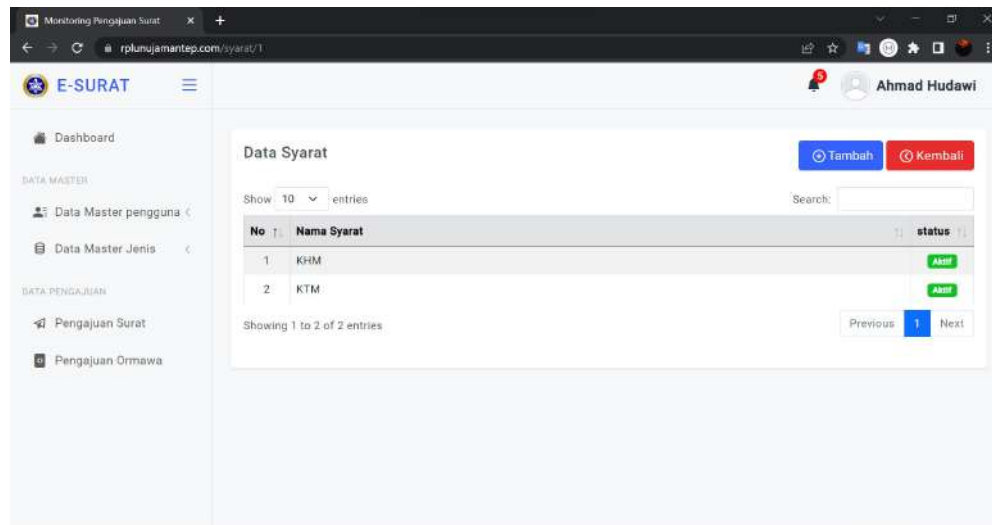 Monitoring Pengajuan Surat
rplunujamantep.com/syarat/1
E-SURAT
5
Ahmad Hudawi
Dashboard
DATA MASTER
Data Master pengguna
Data Master Jenis
DATA PENGAJUAN
Pengajuan Surat
Pengajuan Ormawa
Data Syarat
Tambah
Kembali
Show 10 entries
Search:
No Nama Syarat status
1 KHM Aktif
2 KTM Aktif
Showing 1 to 2 of 2 entries
Previous 1 Next